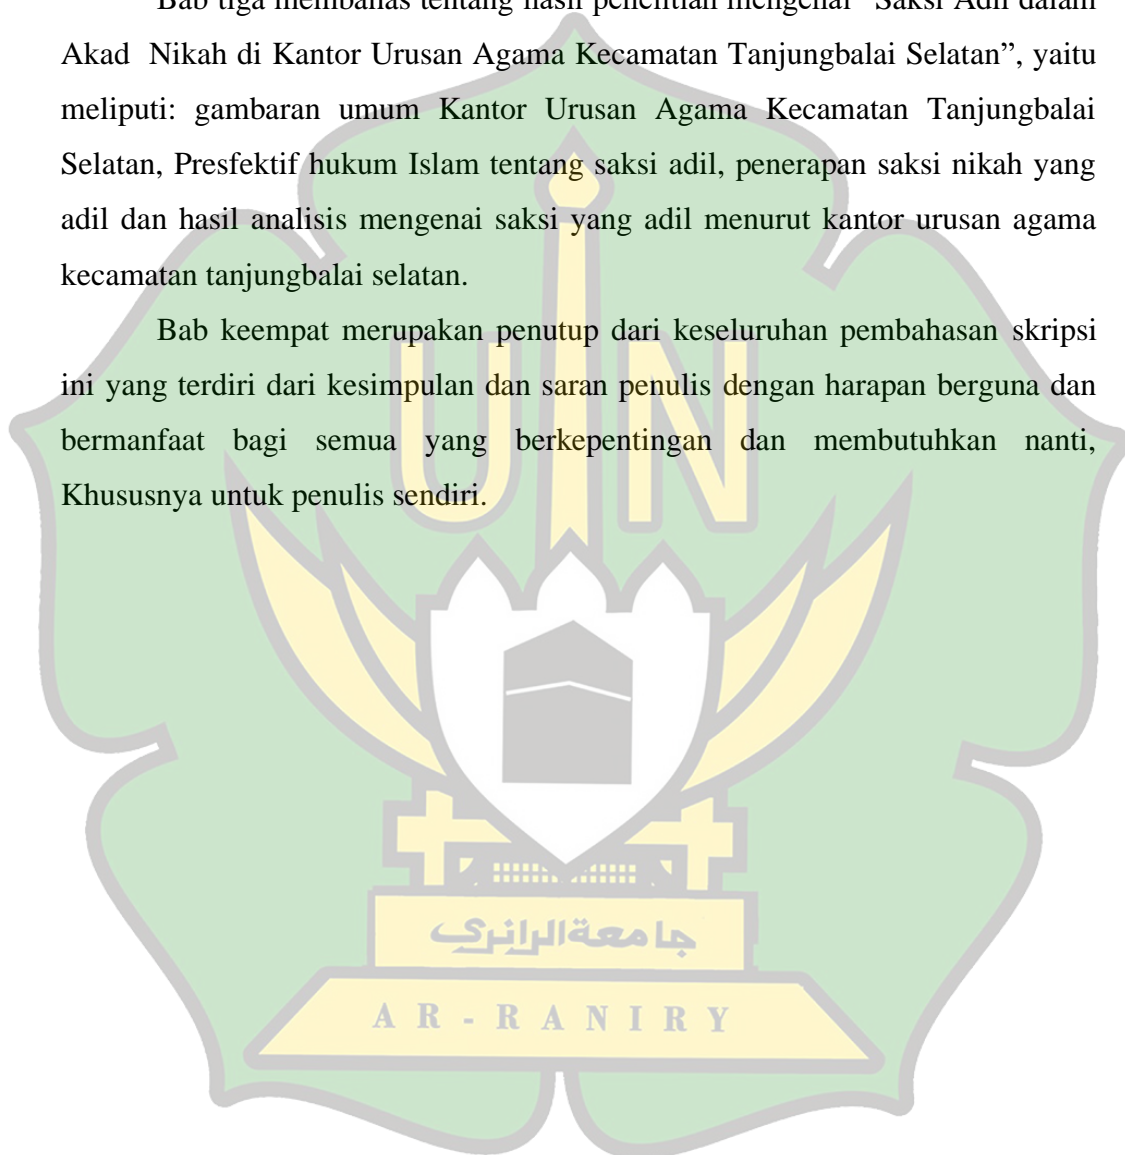 Bab tiga membahas tentang hasil penelitian mengenai “Saksi Adil dalam
Akad Nikah di Kantor Urusan Agama Kecamatan Tanjungbalai Selatan”, yaitu
meliputi: gambaran umum Kantor Urusan Agama Kecamatan Tanjungbalai
Selatan, Presfektif hukum Islam tentang saksi adil, penerapan saksi nikah yang
adil dan hasil analisis mengenai saksi yang adil menurut kantor urusan agama
kecamatan tanjungbalai selatan.
Bab keempat merupakan penutup dari keseluruhan pembahasan skripsi
ini yang terdiri dari kesimpulan dan saran penulis dengan harapan berguna dan
bermanfaat bagi semua yang berkepentingan dan membutuhkan nanti,
Khususnya untuk penulis sendiri.
UIN
جامعةالرانري
AR-RANIRY